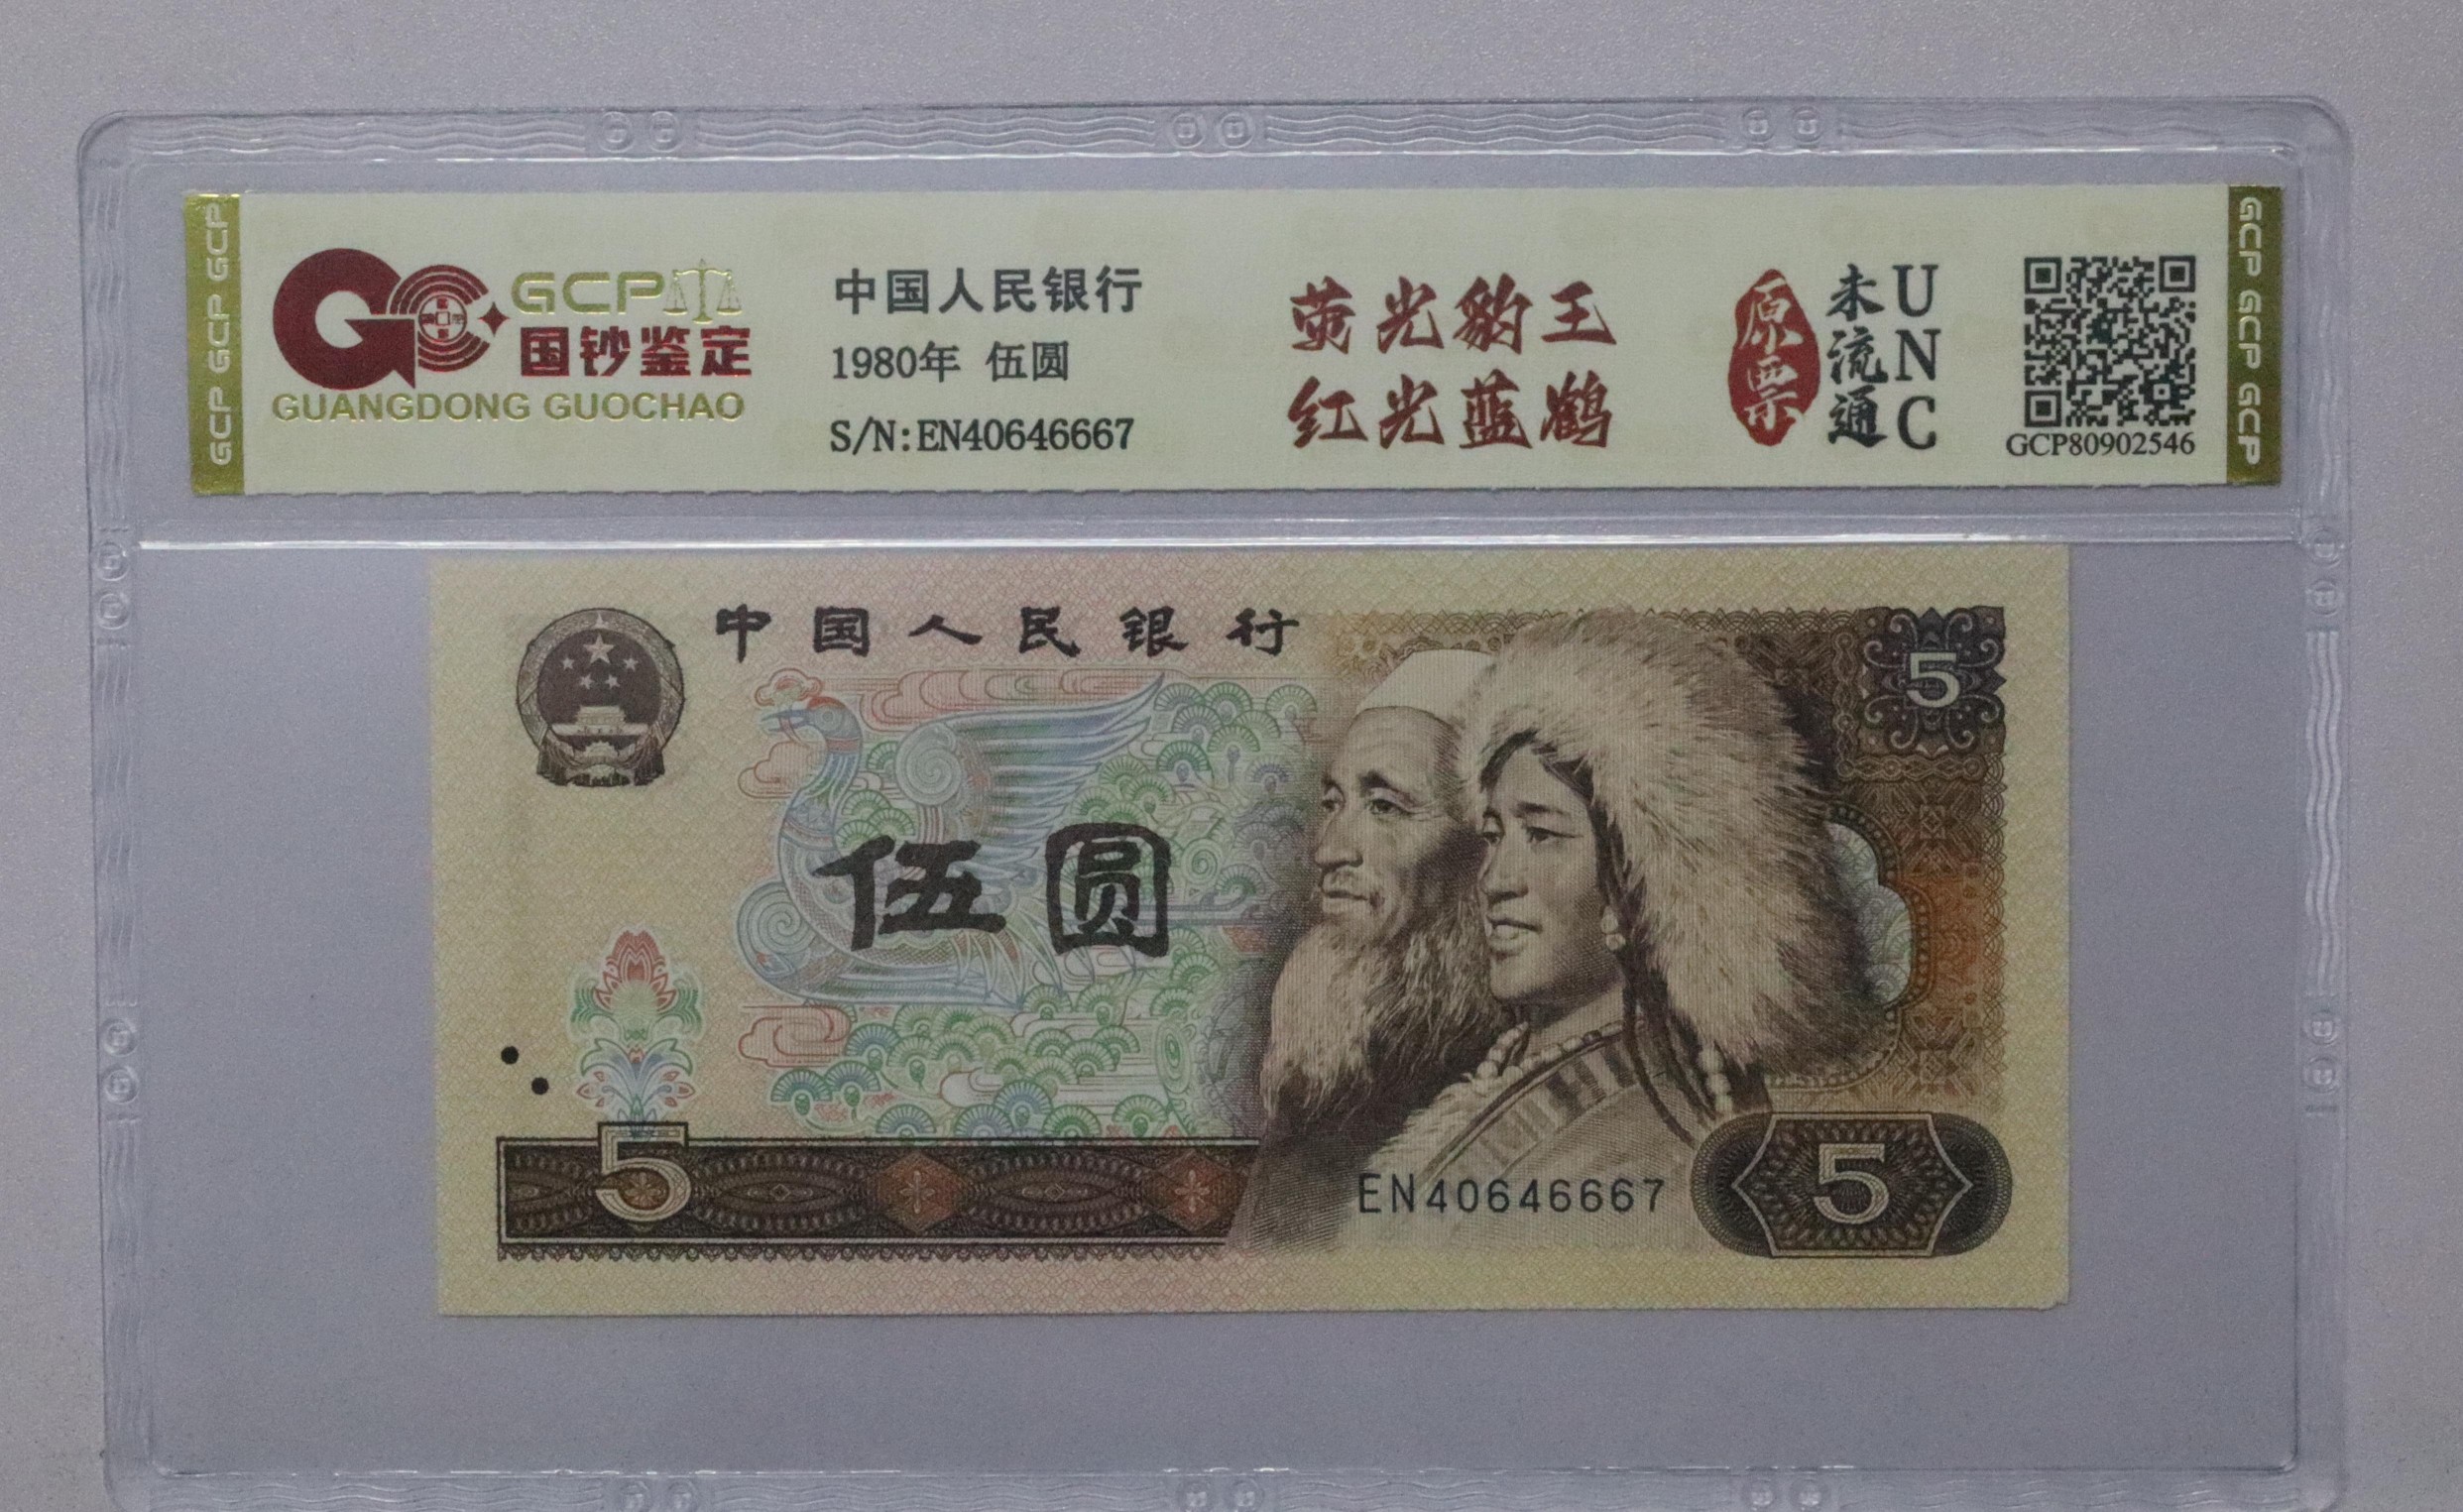 GCP GCP GCP
GCP
国钞鉴定
GUANGDONG GUOCHAO
中国人民银行
1980年 伍圆
S/N:EN40646667
荧光豹王
红光蓝鹤
原票
未流通
UNC
GCP80902546
GCP GCP GCP
中国人民银行
5
伍圆
5
EN40646667
5